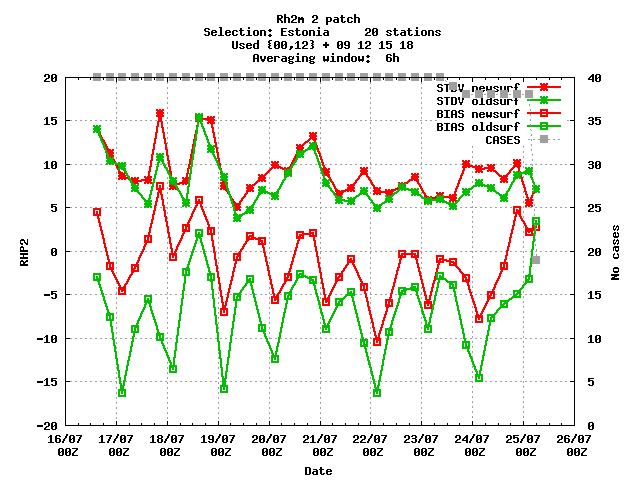 Rh2m 2 patch
Selection: Estonia     20 stations
Used {00,12} + 09 12 15 18
Averaging window:  6h
20 40
STDV newsurf
STDV oldsurf
BIAS newsurf
BIAS oldsurf
CASES
15 35
10 30
5 25
0 20
-5 15
-10 10
-15 5
-20 0
RHP2
No cases
16/07 17/07 18/07 19/07 20/07 21/07 22/07 23/07 24/07 25/07 26/07
00Z 00Z 00Z 00Z 00Z 00Z 00Z 00Z 00Z 00Z 00Z
Date